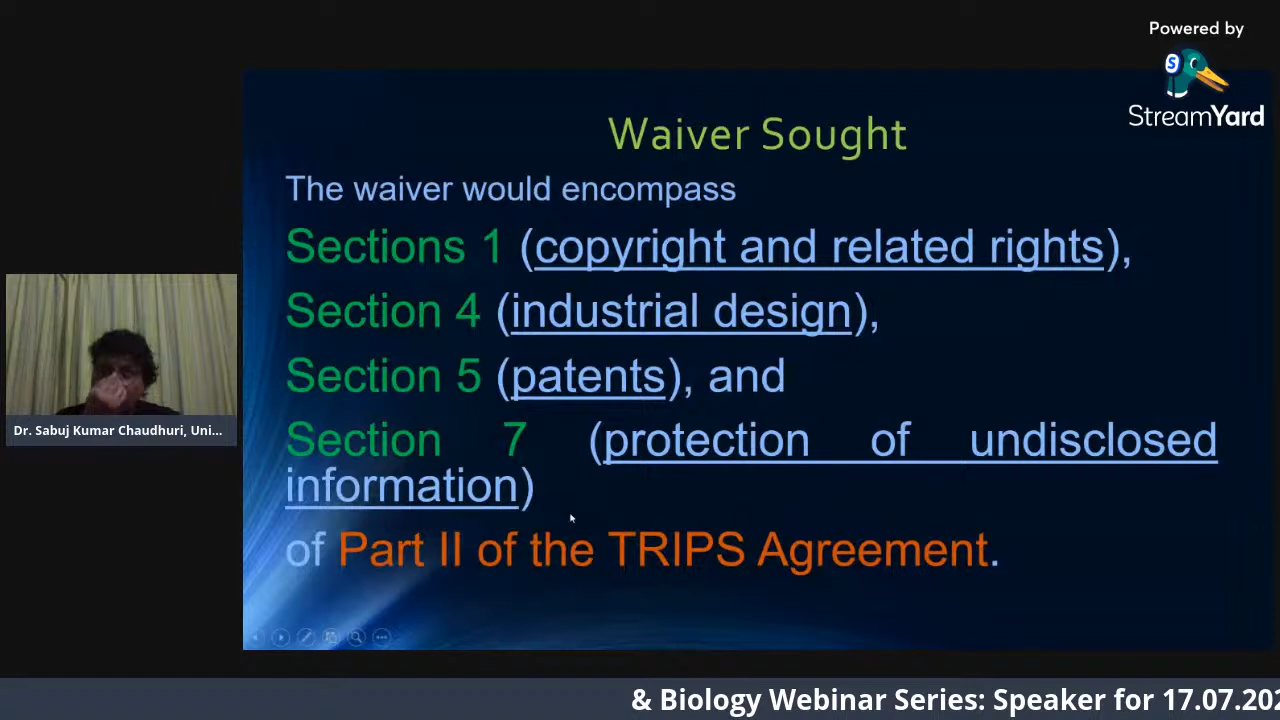 Powered by
StreamYard
Waiver Sought
The waiver would encompass
Sections 1 (copyright and related rights),
Section 4 (industrial design),
Section 5 (patents), and
Section 7 (protection of undisclosed
information)
of Part II of the TRIPS Agreement.
Dr. Sabuj Kumar Chaudhuri, Uni...
& Biology Webinar Series: Speaker for 17.07.202